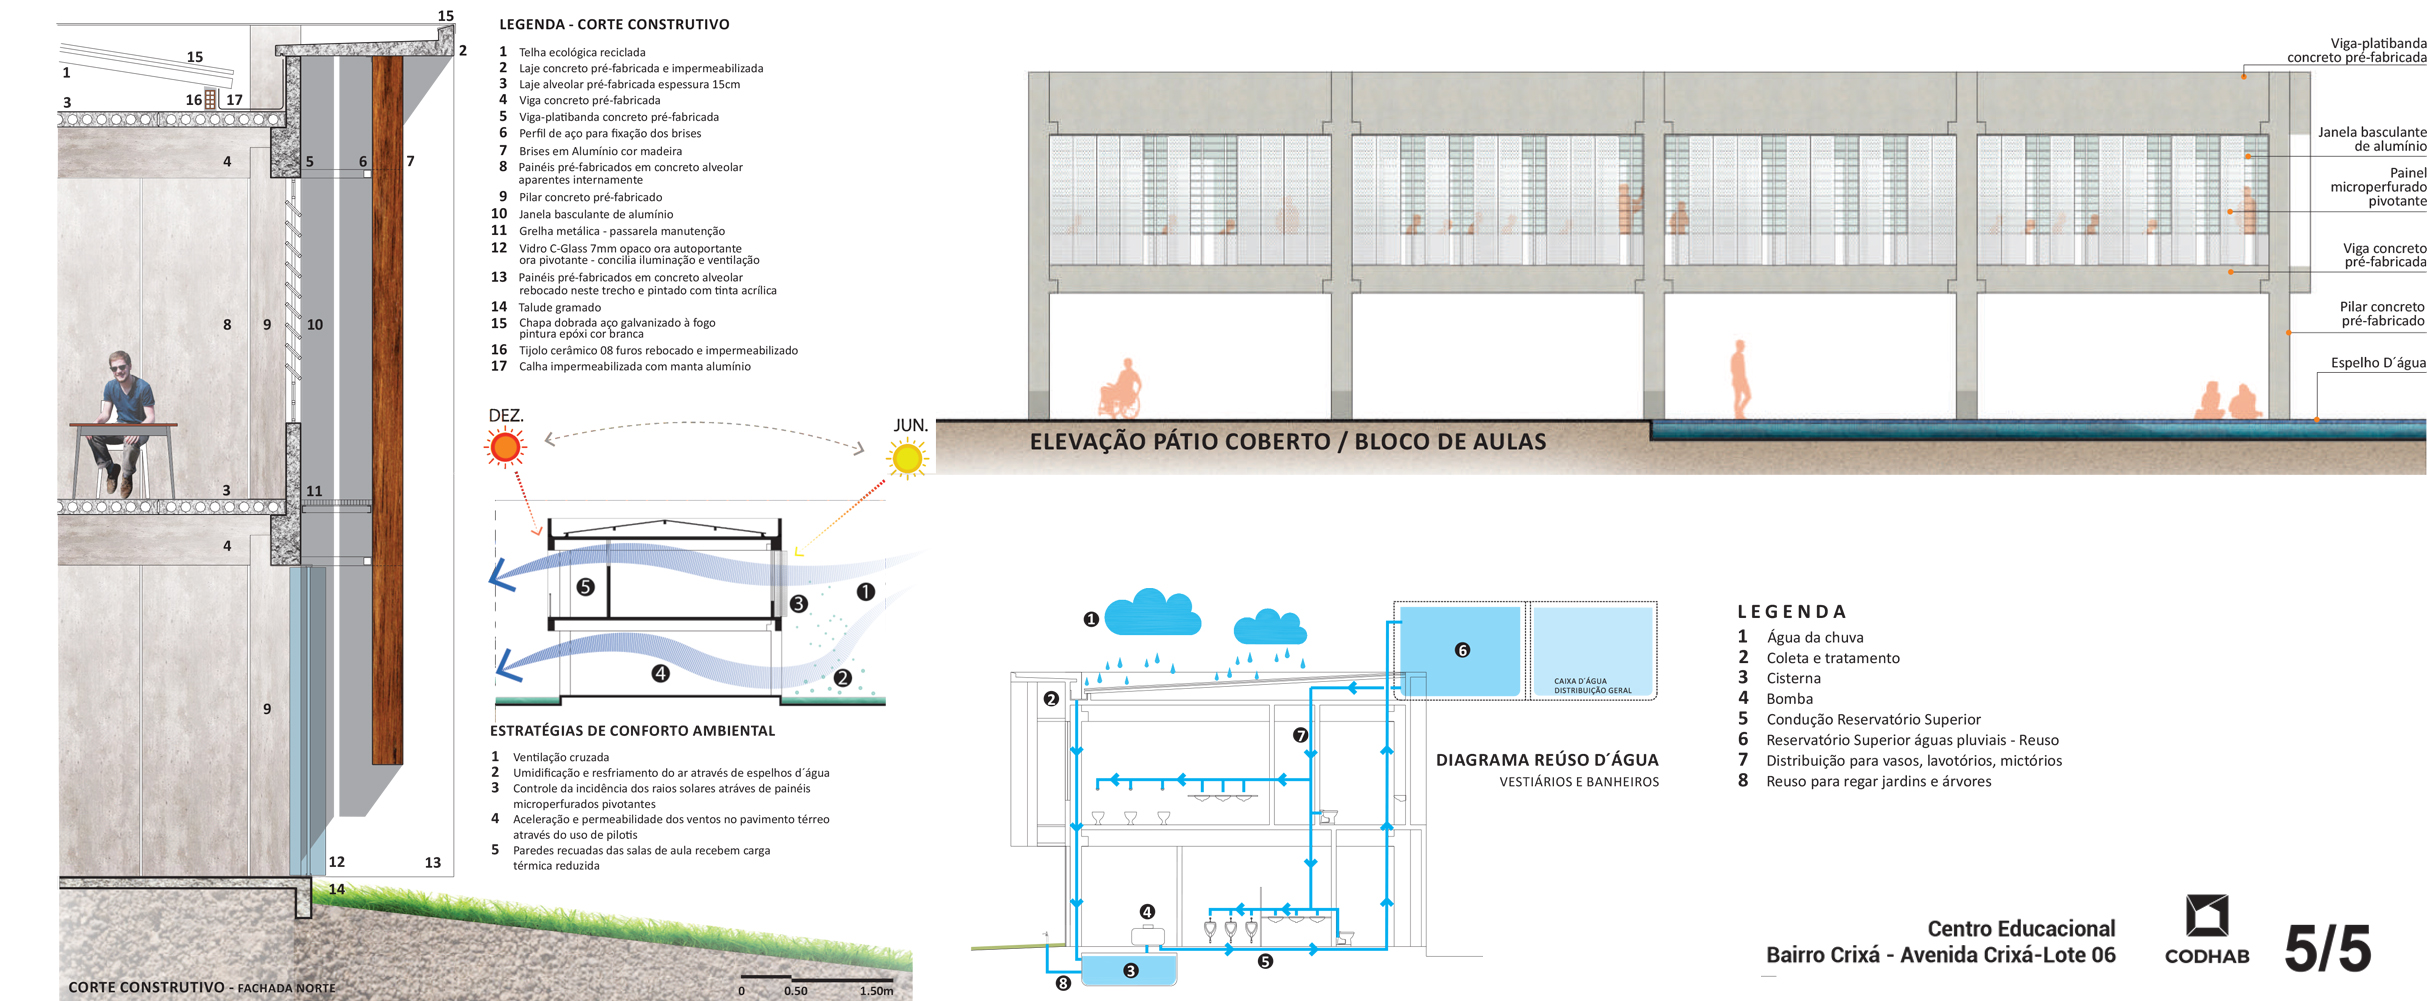 15
2
15
1
16
17
3
4
5
6
7
8
9
10
3
11
4
9
12
13
14
CORTE CONSTRUTIVO - FACHADA NORTE
0
0.50
1.50m
LEGENDA - CORTE CONSTRUTIVO
1 Telha ecológica reciclada
2 Laje concreto pré-fabricada e impermeabilizada
3 Laje alveolar pré-fabricada espessura 15cm
4 Viga concreto pré-fabricada
5 Viga-platibanda concreto pré-fabricada
6 Perfil de aço para fixação dos brises
7 Brises em Alumínio cor madeira
8 Painéis pré-fabricados em concreto alveolar
aparentes internamente
9 Pilar concreto pré-fabricado
10 Janela basculante de alumínio
11 Grelha metálica - passarela manutenção
12 Vidro C-Glass 7mm opaco ora autoportante
ora pivotante - concilia iluminação e ventilação
13 Painéis pré-fabricados em concreto alveolar
rebocado neste trecho e pintado com tinta acrílica
14 Talude gramado
15 Chapa dobrada aço galvanizado à fogo
pintura epóxi cor branca
16 Tijolo cerâmico 08 furos rebocado e impermeabilizado
17 Calha impermeabilizada com manta alumínio
DEZ.
JUN.
1
2
3
4
5
ESTRATÉGIAS DE CONFORTO AMBIENTAL
1 Ventilação cruzada
2 Umidificação e resfriamento do ar através de espelhos d´água
3 Controle da incidência dos raios solares atráves de painéis
microperfurados pivotantes
4 Aceleração e permeabilidade dos ventos no pavimento térreo
através do uso de pilotis
5 Paredes recuadas das salas de aula recebem carga
térmica reduzida
Viga-platibanda
concreto pré-fabricada
Janela basculante
de alumínio
Painel
microperfurado
pivotante
Viga concreto
pré-fabricada
Pilar concreto
pré-fabricado
Espelho D´água
ELEVAÇÃO PÁTIO COBERTO / BLOCO DE AULAS
1
2
6
CAIXA D´ÁGUA
DISTRIBUIÇÃO GERAL
7
4
5
3
8
DIAGRAMA REÚSO D´ÁGUA
VESTIÁRIOS E BANHEIROS
LEGENDA
1 Água da chuva
2 Coleta e tratamento
3 Cisterna
4 Bomba
5 Condução Reservatório Superior
6 Reservatório Superior águas pluviais - Reuso
7 Distribuição para vasos, lavotórios, mictórios
8 Reuso para regar jardins e árvores
Centro Educacional
Bairro Crixá - Avenida Crixá-Lote 06
CODHAB
5/5